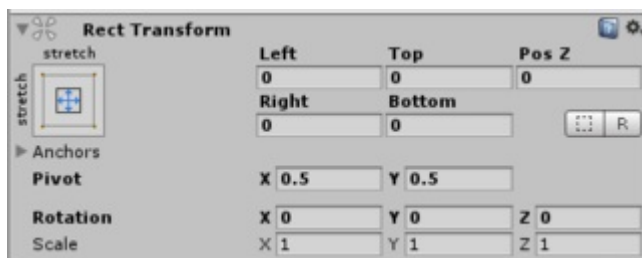 Rect Transform
stretch
Left Top Pos Z
stretch
0 0 0
Right Bottom
0 0
R
Anchors
Pivot X 0.5 Y 0.5
Rotation X 0 Y 0 Z 0
Scale X 1 Y 1 Z 1